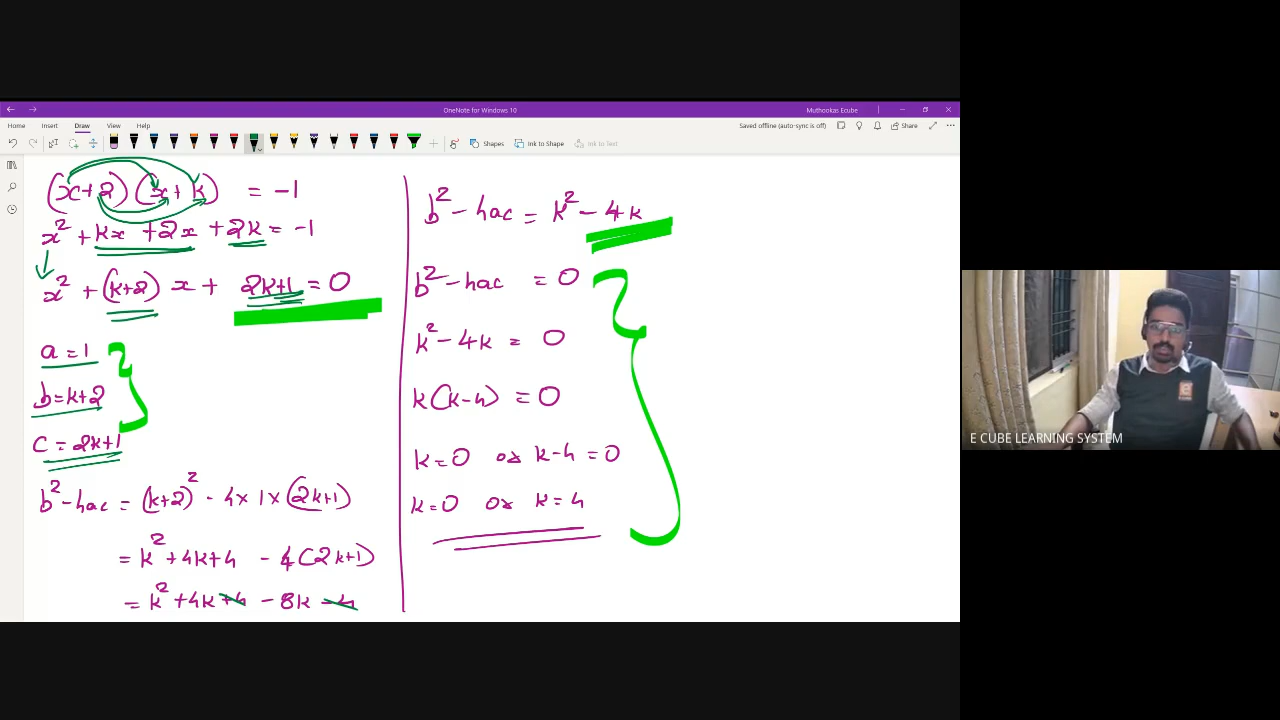 OneNote for Windows 10
Muthookas Ecube
Home Insert Draw View Help
Saved offline (auto-sync is off)
Share
Shapes
Ink to Shape
Ink to Text
(x+2)(x+k) = -1
x² + kx + 2x + 2k = -1
x² + (k+2) x + 2k+1 = 0
a = 1
b = k+2
c = 2k+1
b² - 4ac = (k+2)² - 4 × 1 × (2k+1)
= k² + 4k + 4 - 4(2k+1)
= k² + 4k + 4 - 8k - 4
b² - 4ac = k² - 4k
b² - 4ac = 0
k² - 4k = 0
k(k-4) = 0
k = 0 or k-4 = 0
k = 0 or k = 4
E CUBE LEARNING SYSTEM